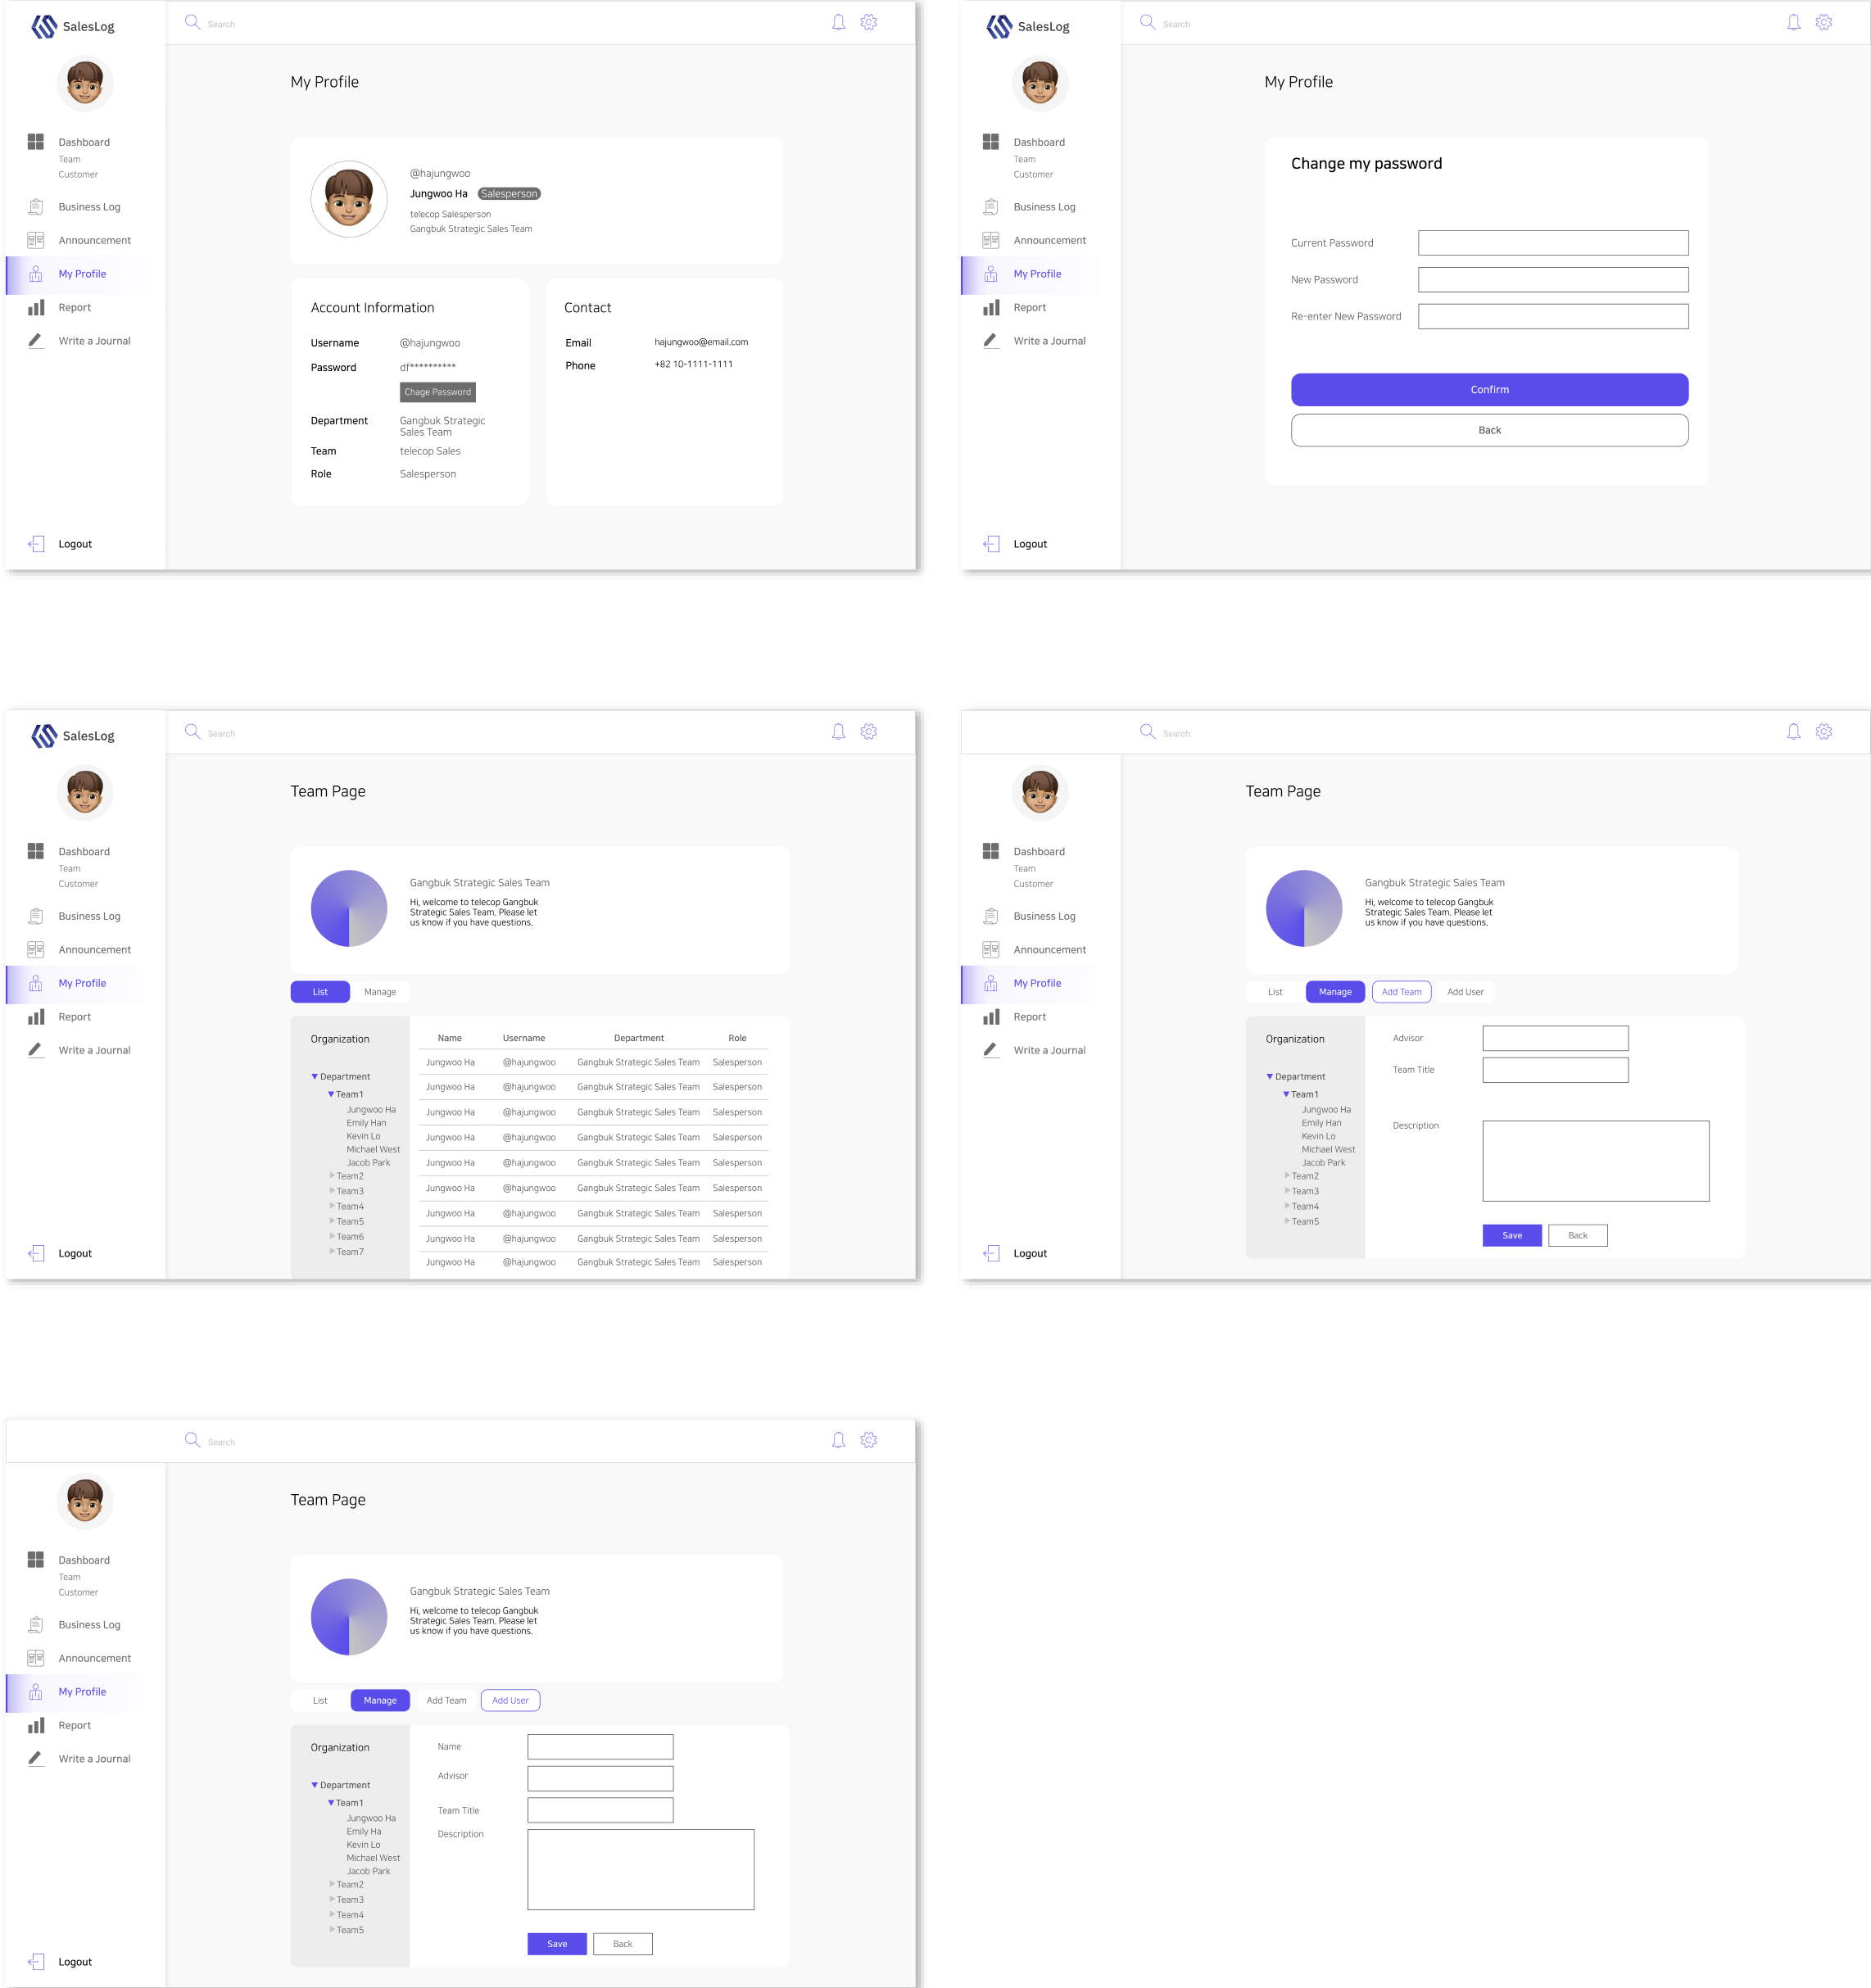 SalesLog
Search
My Profile
Dashboard
Team
Customer
Business Log
Announcement
My Profile
Report
Write a Journal
Logout
@hajungwoo
Jungwoo Ha Salesperson
telecop Salesperson
Gangbuk Strategic Sales Team
Account Information
Username @hajungwoo
Password df**********
Chage Password
Department Gangbuk Strategic
Sales Team
Team telecop Sales
Role Salesperson
Contact
Email hajungwoo@email.com
Phone +82 10-1111-1111
SalesLog
Search
My Profile
Dashboard
Team
Customer
Business Log
Announcement
My Profile
Report
Write a Journal
Logout
Change my password
Current Password
New Password
Re-enter New Password
Confirm
Back
SalesLog
Search
Team Page
Dashboard
Team
Customer
Business Log
Announcement
My Profile
Report
Write a Journal
Logout
Gangbuk Strategic Sales Team
Hi, welcome to telecop Gangbuk
Strategic Sales Team. Please let
us know if you have questions.
List Manage
Organization
Department
Team1
Jungwoo Ha
Emily Han
Kevin Lo
Michael West
Jacob Park
Team2
Team3
Team4
Team5
Team6
Team7
Name Username Department Role
Jungwoo Ha @hajungwoo Gangbuk Strategic Sales Team Salesperson
Jungwoo Ha @hajungwoo Gangbuk Strategic Sales Team Salesperson
Jungwoo Ha @hajungwoo Gangbuk Strategic Sales Team Salesperson
Jungwoo Ha @hajungwoo Gangbuk Strategic Sales Team Salesperson
Jungwoo Ha @hajungwoo Gangbuk Strategic Sales Team Salesperson
Jungwoo Ha @hajungwoo Gangbuk Strategic Sales Team Salesperson
Jungwoo Ha @hajungwoo Gangbuk Strategic Sales Team Salesperson
Jungwoo Ha @hajungwoo Gangbuk Strategic Sales Team Salesperson
Jungwoo Ha @hajungwoo Gangbuk Strategic Sales Team Salesperson
Search
Team Page
Dashboard
Team
Customer
Business Log
Announcement
My Profile
Report
Write a Journal
Logout
Gangbuk Strategic Sales Team
Hi, welcome to telecop Gangbuk
Strategic Sales Team. Please let
us know if you have questions.
List Manage Add Team Add User
Organization
Department
Team1
Jungwoo Ha
Emily Han
Kevin Lo
Michael West
Jacob Park
Team2
Team3
Team4
Team5
Advisor
Team Title
Description
Save Back
Search
Team Page
Dashboard
Team
Customer
Business Log
Announcement
My Profile
Report
Write a Journal
Logout
Gangbuk Strategic Sales Team
Hi, welcome to telecop Gangbuk
Strategic Sales Team. Please let
us know if you have questions.
List Manage Add Team Add User
Organization
Department
Team1
Jungwoo Ha
Emily Ha
Kevin Lo
Michael West
Jacob Park
Team2
Team3
Team4
Team5
Name
Advisor
Team Title
Description
Save Back